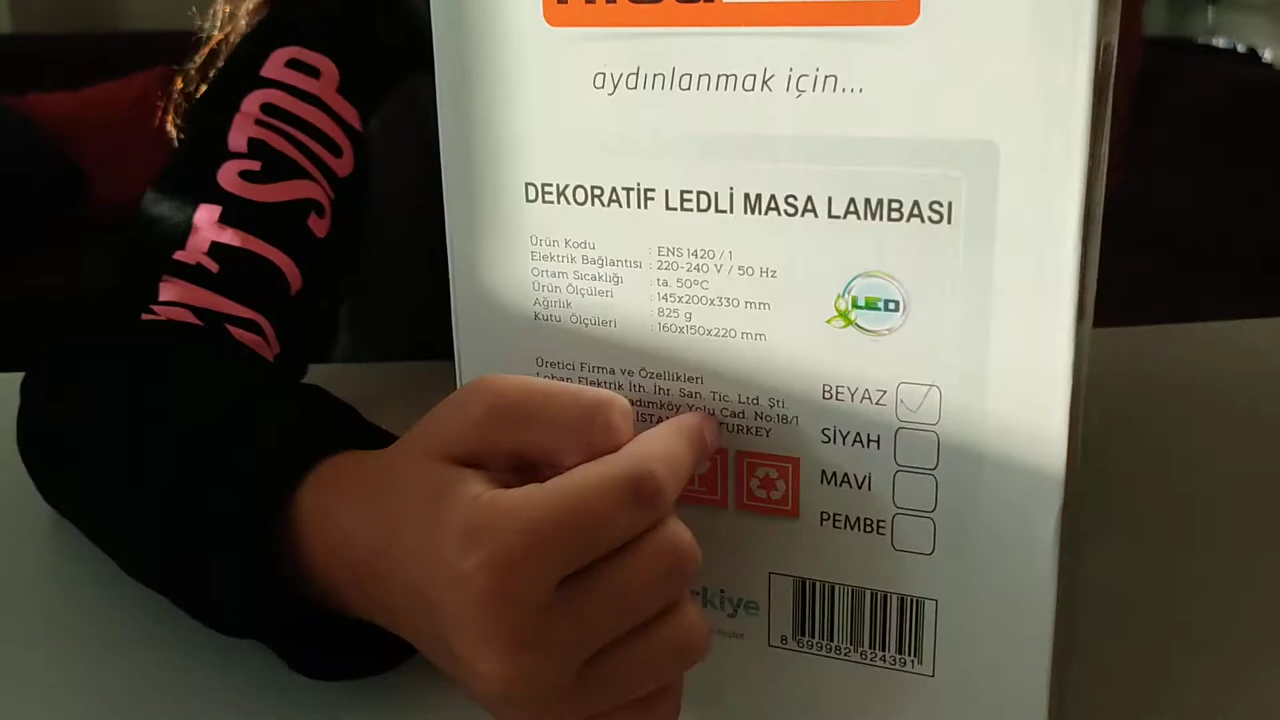 aydınlanmak için...
DEKORATİF LEDLİ MASA LAMBASI
Ürün Kodu : ENS 1420 / 1
Elektrik Bağlantısı : 220-240 V / 50 Hz
Ortam Sıcaklığı : ta. 50°C
Ürün Ölçüleri : 145x200x330 mm
Ağırlık : 825 g
Kutu Ölçüleri : 160x150x220 mm
LED
Üretici Firma ve Özellikleri
Elektrik İth. İhr. San. Tic. Ltd. Şti.
Yolu Cad. No:18/1
TURKEY
BEYAZ
SİYAH
MAVİ
PEMBE
8 699982 624391